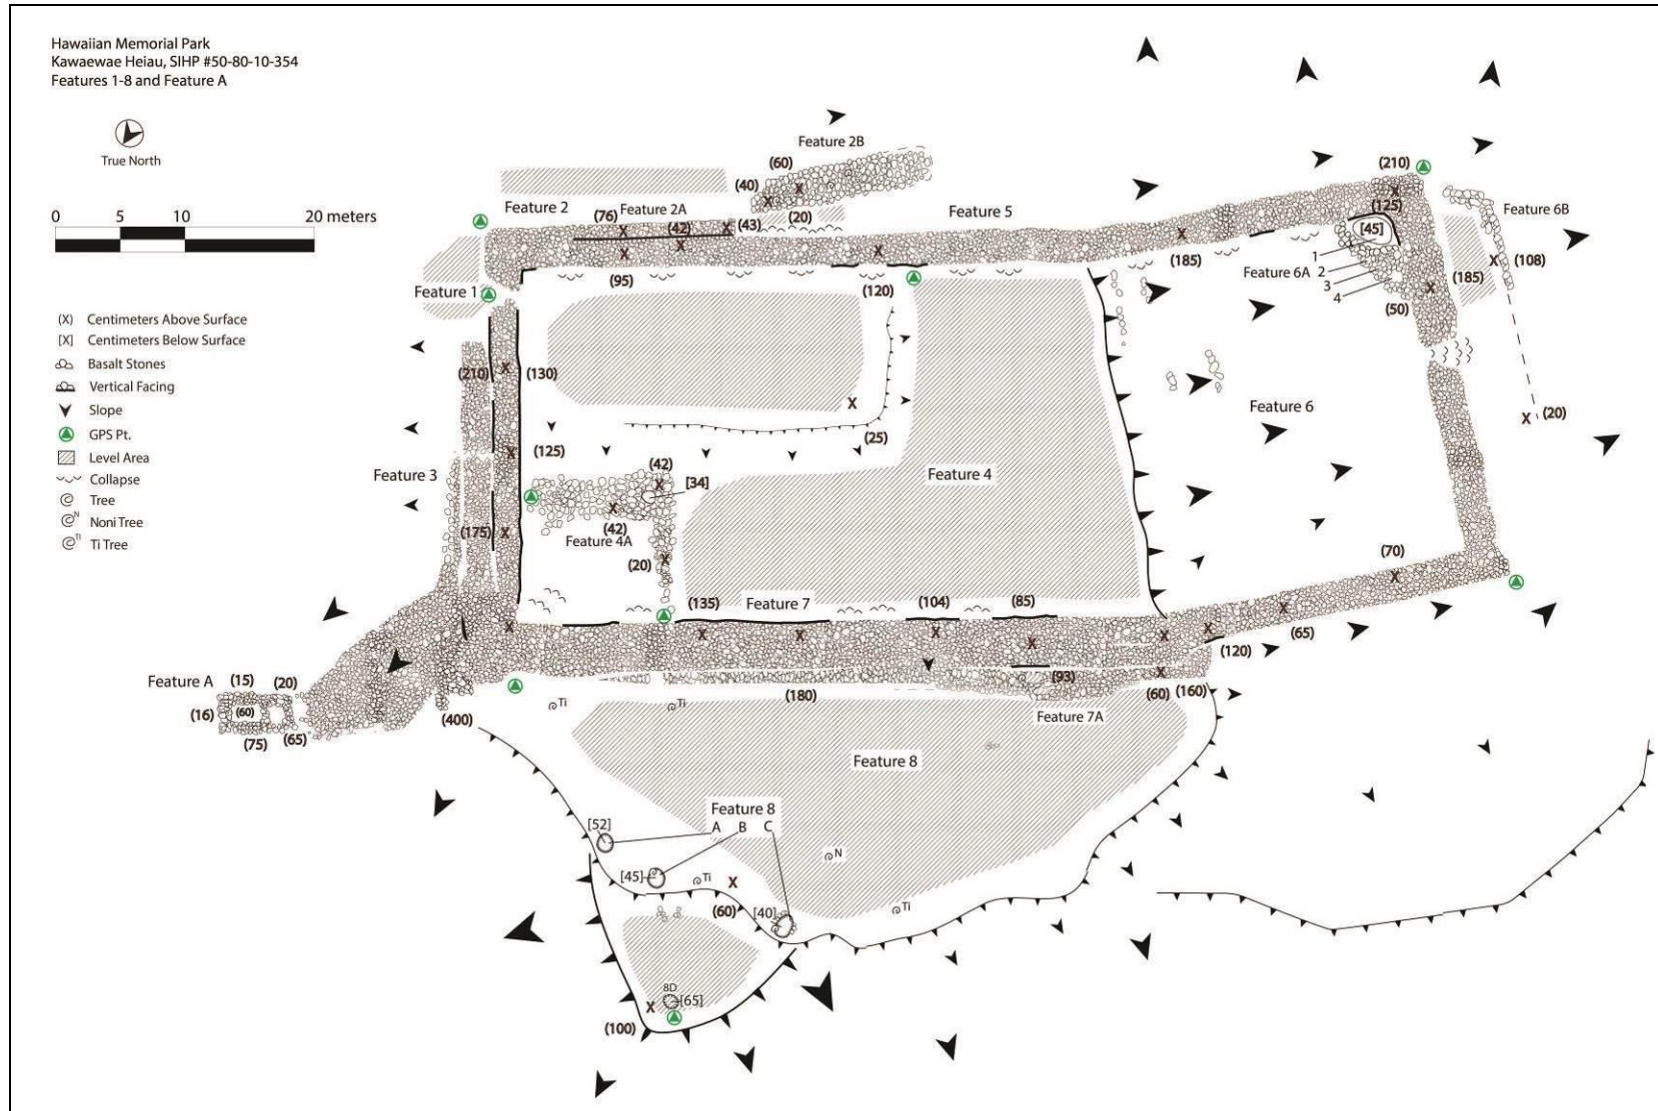 Hawaiian Memorial Park
Kawaewae Heiau, SIHP #50-80-10-354
Features 1-8 and Feature A
True North
0 5 10 20 meters
(X) Centimeters Above Surface
[X] Centimeters Below Surface
Basalt Stones
Vertical Facing
Slope
GPS Pt.
Level Area
Collapse
Tree
N Noni Tree
Ti Ti Tree
Feature 2B
(60)
(40)
(20)
Feature 2
Feature 2A
(76)
(42)
(43)
X
X
X
X
X
X
(95)
Feature 5
X
(120)
X
(185)
(210)
X
(125)
[45]
Feature 6A
1
2
3
4
(50)
X
(185)
Feature 6B
X
(108)
X (20)
Feature 1
(210)
X
(130)
X
(125)
Feature 3
(175)
X
X
(25)
(42)
X
[34]
X
(42)
Feature 4A
(20)
X
Feature 4
Feature 6
(70)
X
X
(65)
(135)
Feature 7
(104)
(85)
X
X
X
X
X
X
X
(120)
(93)
X
(60)
(160)
(180)
Feature 7A
Feature A
(15)
(20)
(16)
(60)
(75)
(65)
(400)
Ti
Ti
Feature 8
Feature 8
A B C
[52]
[45]
Ti
X
(60)
[40]
N
Ti
8D
X
[65]
(100)